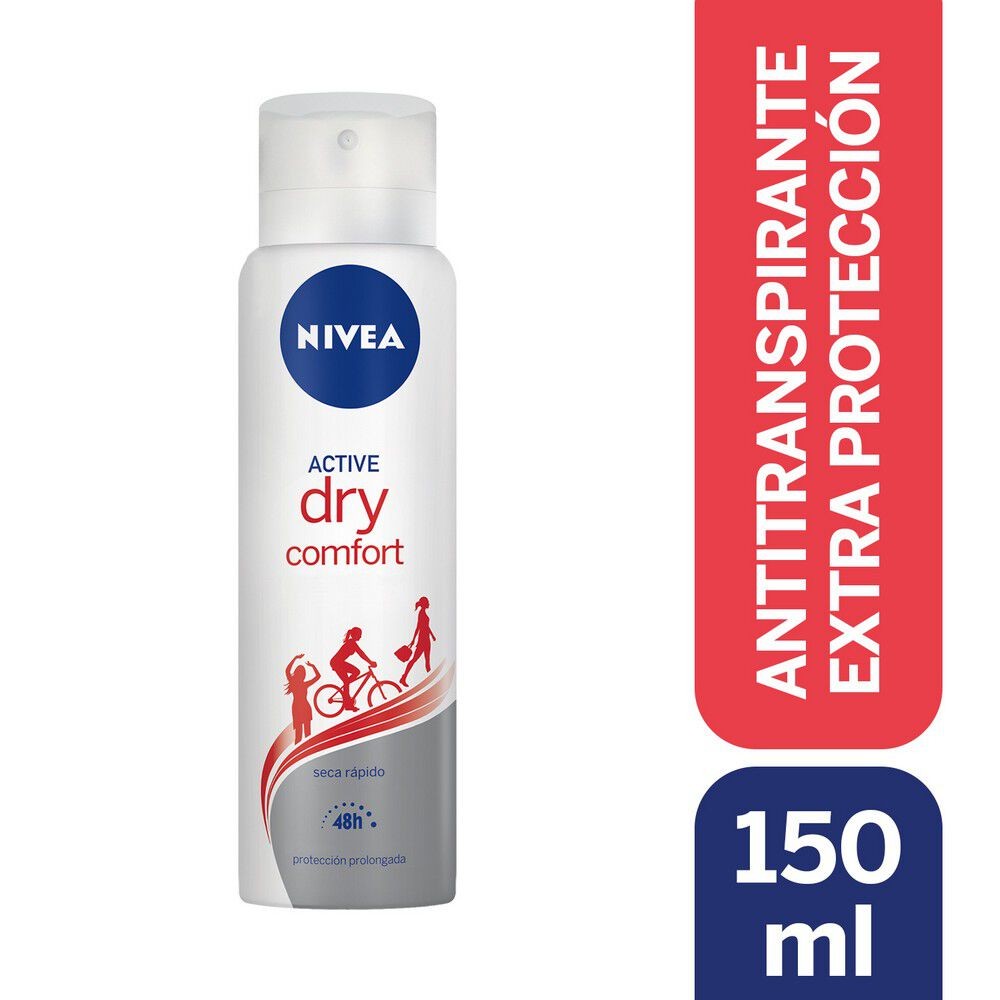 NIVEA
ACTIVE
dry
comfort
seca rápido
48h
protección prolongada
ANTITRANSPIRANTE
EXTRA PROTECCIÓN
150
ml